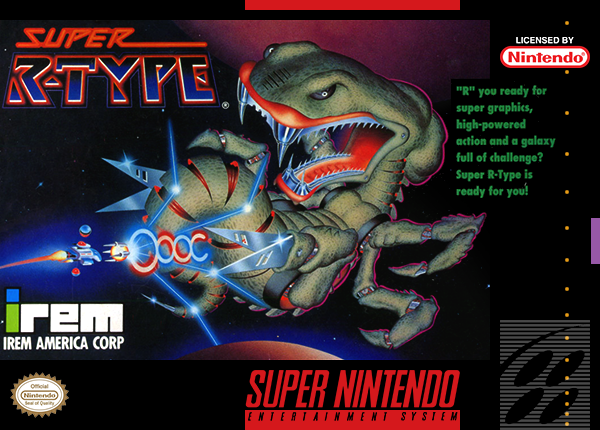 SUPER
R-TYPE®
LICENSED BY
Nintendo®
"R" you ready for
super graphics,
high-powered
action and a galaxy
full of challenge?
Super R-Type is
ready for you!
irem
IREM AMERICA CORP
Official
Nintendo
Seal of Quality
SUPER NINTENDO
ENTERTAINMENT SYSTEM